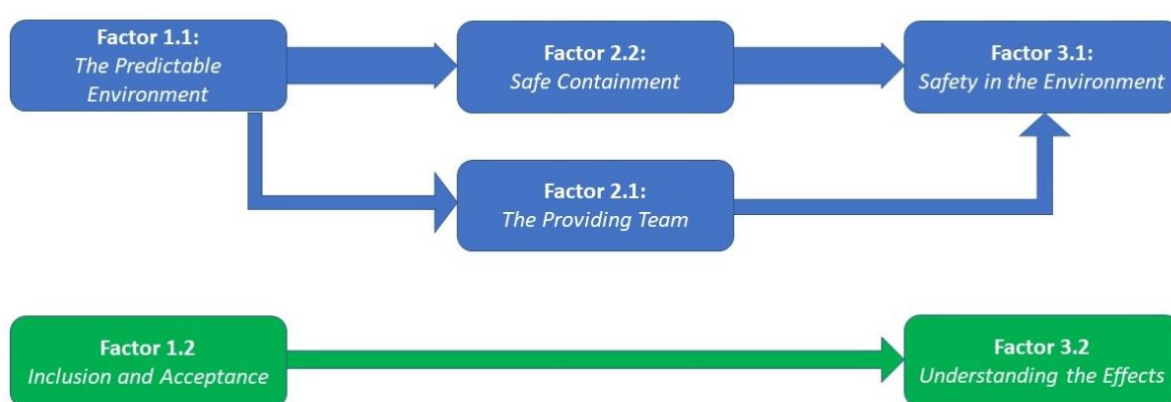 Factor 1.1:
The Predictable
Environment
Factor 2.2:
Safe Containment
Factor 3.1:
Safety in the Environment
Factor 2.1:
The Providing Team
Factor 1.2
Inclusion and Acceptance
Factor 3.2
Understanding the Effects